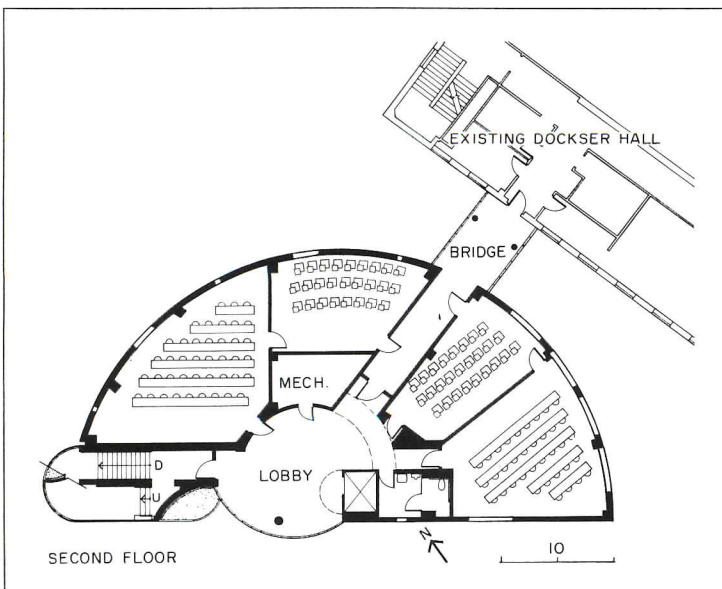 EXISTING DOCKSER HALL
BRIDGE
MECH.
D
LOBBY
U
N
SECOND FLOOR
10